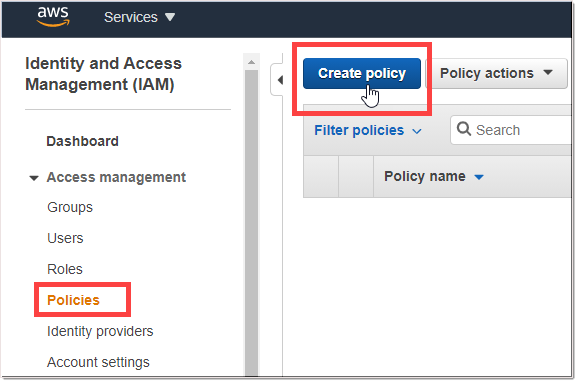 aws
Services
Identity and Access
Management (IAM)
Dashboard
Access management
Groups
Users
Roles
Policies
Identity providers
Account settings
Create policy
Policy actions
Filter policies
Search
Policy name